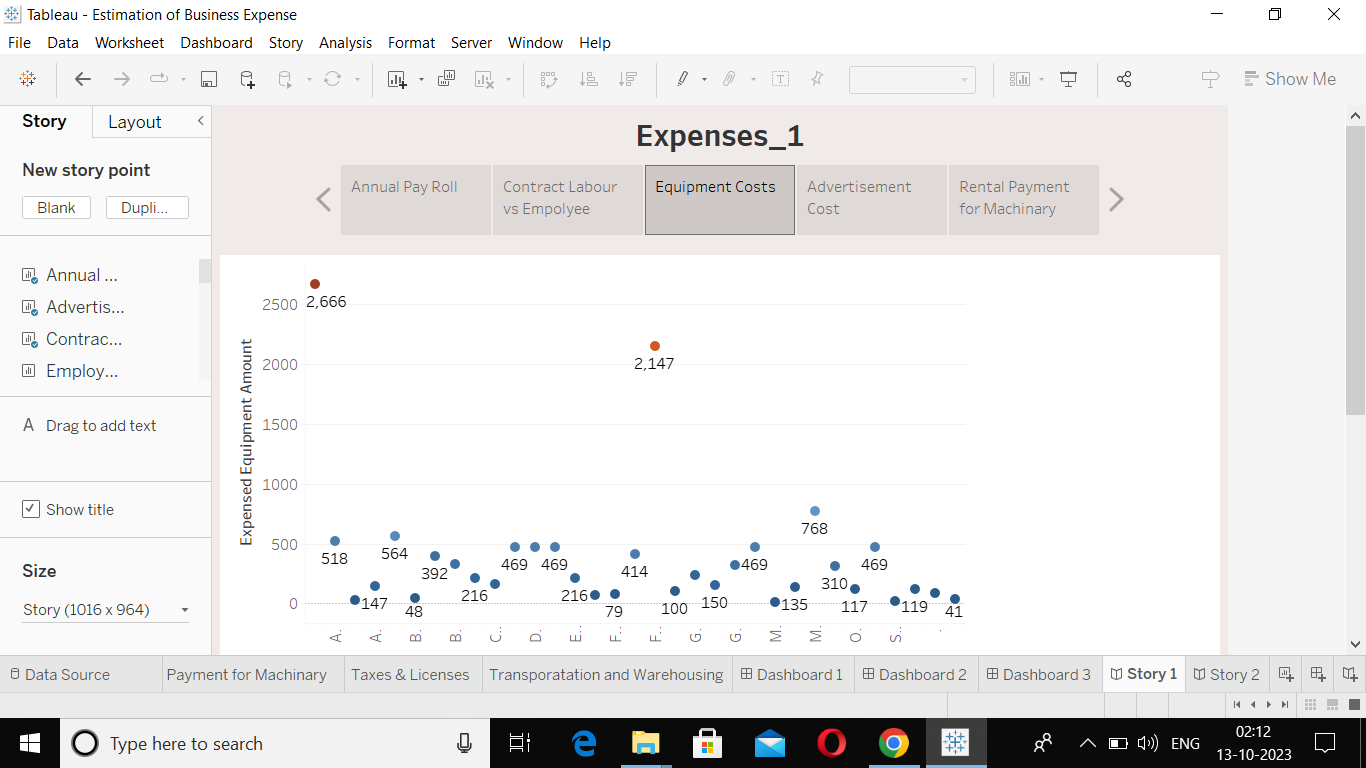 Tableau - Estimation of Business Expense
File Data Worksheet Dashboard Story Analysis Format Server Window Help
Show Me
Story Layout
New story point
Blank Dupli...
Annual ...
Advertis...
Contrac...
Employ...
A Drag to add text
Show title
Size
Story (1016 x 964)
Expenses_1
Annual Pay Roll
Contract Labour
vs Empolyee
Equipment Costs
Advertisement
Cost
Rental Payment
for Machinary
Expensed Equipment Amount
2500
2000
1500
1000
500
0
2,666
518
147
564
48
392
216
469
469
216
79
414
2,147
100
150
469
135
768
310
117
469
119
41
A.
A.
B.
B.
C..
D.
E..
F..
F..
G.
G.
M.
M.
O.
S..
Data Source Payment for Machinary Taxes & Licenses Transporatation and Warehousing Dashboard 1 Dashboard 2 Dashboard 3 Story 1 Story 2
Type here to search
ENG
02:12
13-10-2023